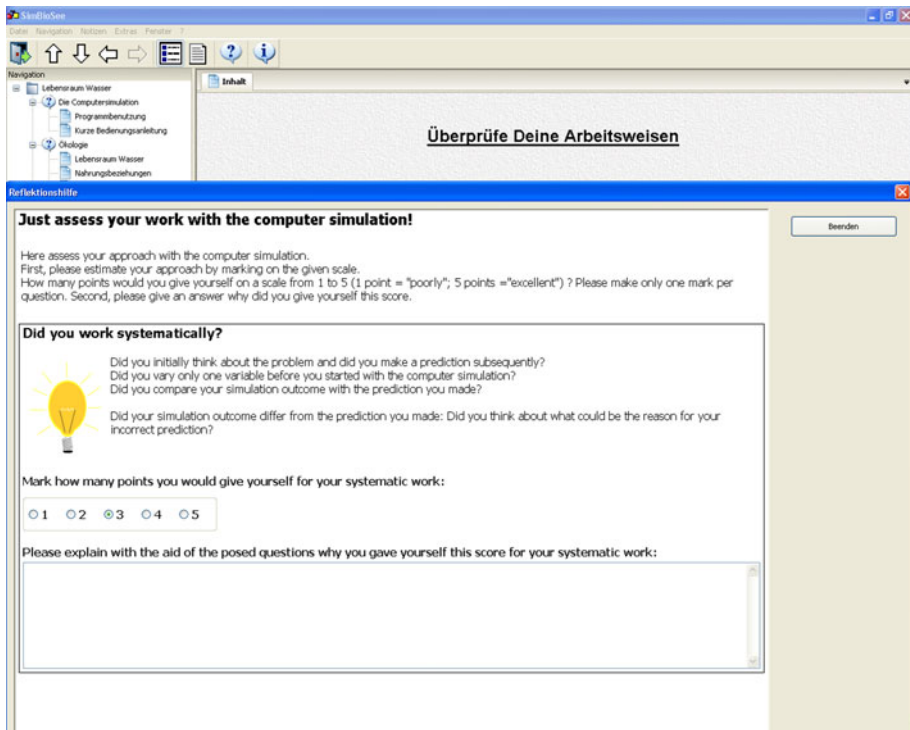 SimBioSee
Datei Navigation Notizen Extras Fenster ?
Navigation
Lebensraum Wasser
Die Computersimulation
Programmbenutzung
Kurze Bedienungsanleitung
Ökologie
Lebensraum Wasser
Nahrungsbeziehungen
Inhalt
Überprüfe Deine Arbeitsweisen
Reflektionshilfe
Just assess your work with the computer simulation!
Beenden
Here assess your approach with the computer simulation.
First, please estimate your approach by marking on the given scale.
How many points would you give yourself on a scale from 1 to 5 (1 point = "poorly"; 5 points ="excellent") ? Please make only one mark per
question. Second, please give an answer why did you give yourself this score.
Did you work systematically?
Did you initially think about the problem and did you make a prediction subsequently?
Did you vary only one variable before you started with the computer simulation?
Did you compare your simulation outcome with the prediction you made?
Did your simulation outcome differ from the prediction you made: Did you think about what could be the reason for your
incorrect prediction?
Mark how many points you would give yourself for your systematic work:
1 2 3 4 5
Please explain with the aid of the posed questions why you gave yourself this score for your systematic work: